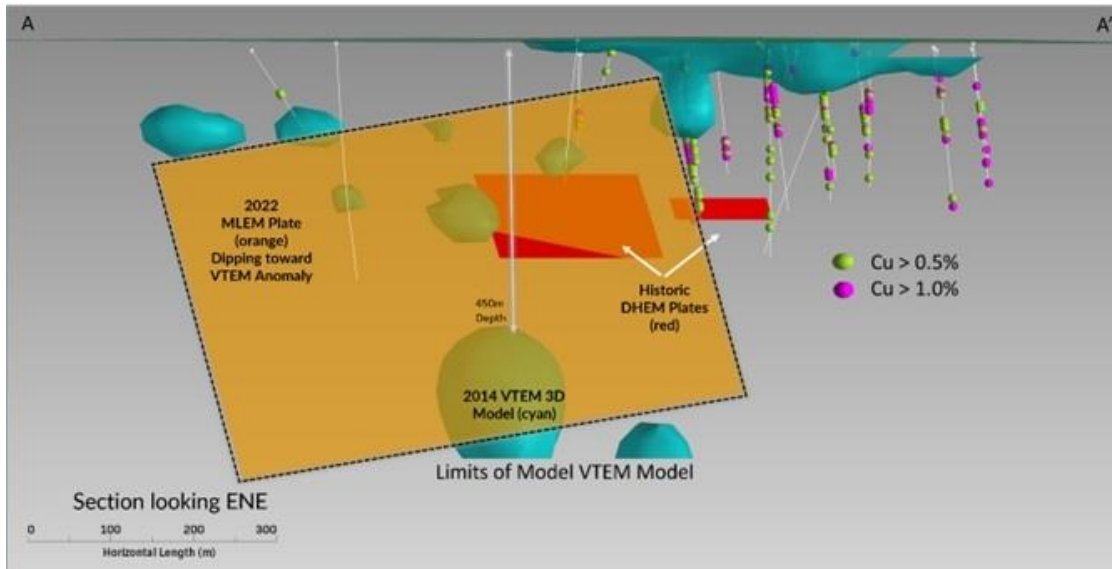 A
A'
2022
MLEM Plate
(orange)
Dipping toward
VTEM Anomaly
Cu > 0.5%
Cu > 1.0%
Historic
DHEM Plates
(red)
450m
Depth
2014 VTEM 3D
Model (cyan)
Limits of Model VTEM Model
Section looking ENE
0 100 200 300
Horizontal Length (m)